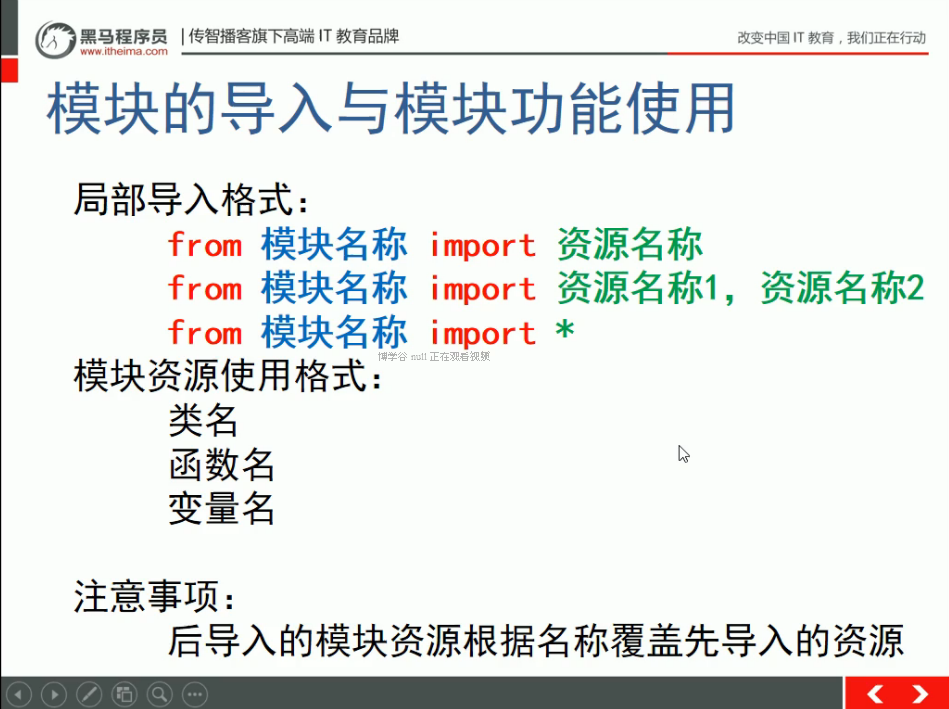 黑马程序员
www.itheima.com
传智播客旗下高端 IT 教育品牌
改变中国 IT 教育，我们正在行动
模块的导入与模块功能使用
局部导入格式：
from 模块名称 import 资源名称
from 模块名称 import 资源名称1，资源名称2
from 模块名称 import *
博学谷 null 正在观看视频
模块资源使用格式：
类名
函数名
变量名
注意事项：
后导入的模块资源根据名称覆盖先导入的资源